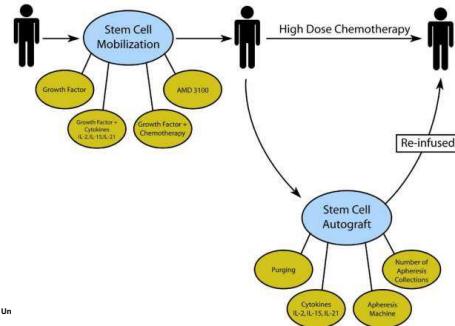 Stem Cell
Mobilization
High Dose Chemotherapy
Growth Factor
AMD 3100
Growth Factor +
Cytokines
IL-2, IL-15/IL-21
Growth Factor +
Chemotherapy
Re-infused
Stem Cell
Autograft
Purging
Number of
Apheresis
Collections
Cytokines
IL-2, IL-15, IL-21
Apheresis
Machine
Un